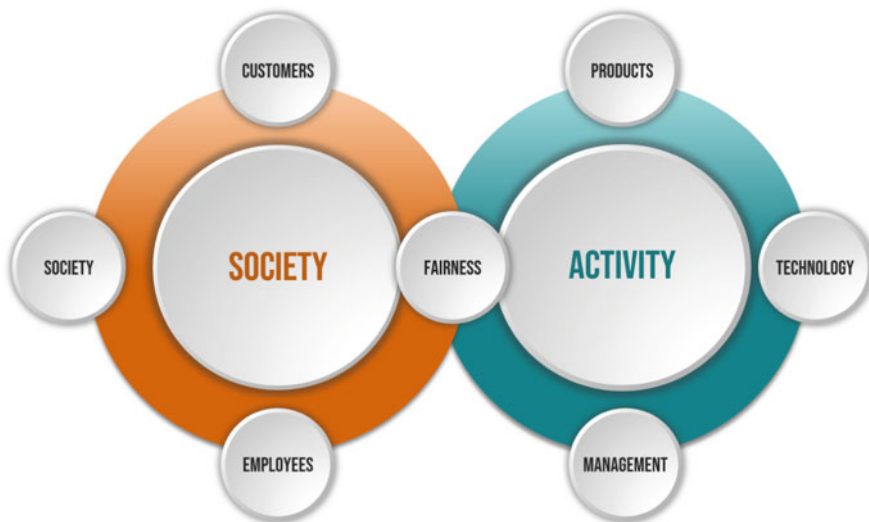 CUSTOMERS
PRODUCTS
SOCIETY
SOCIETY
FAIRNESS
ACTIVITY
TECHNOLOGY
EMPLOYEES
MANAGEMENT